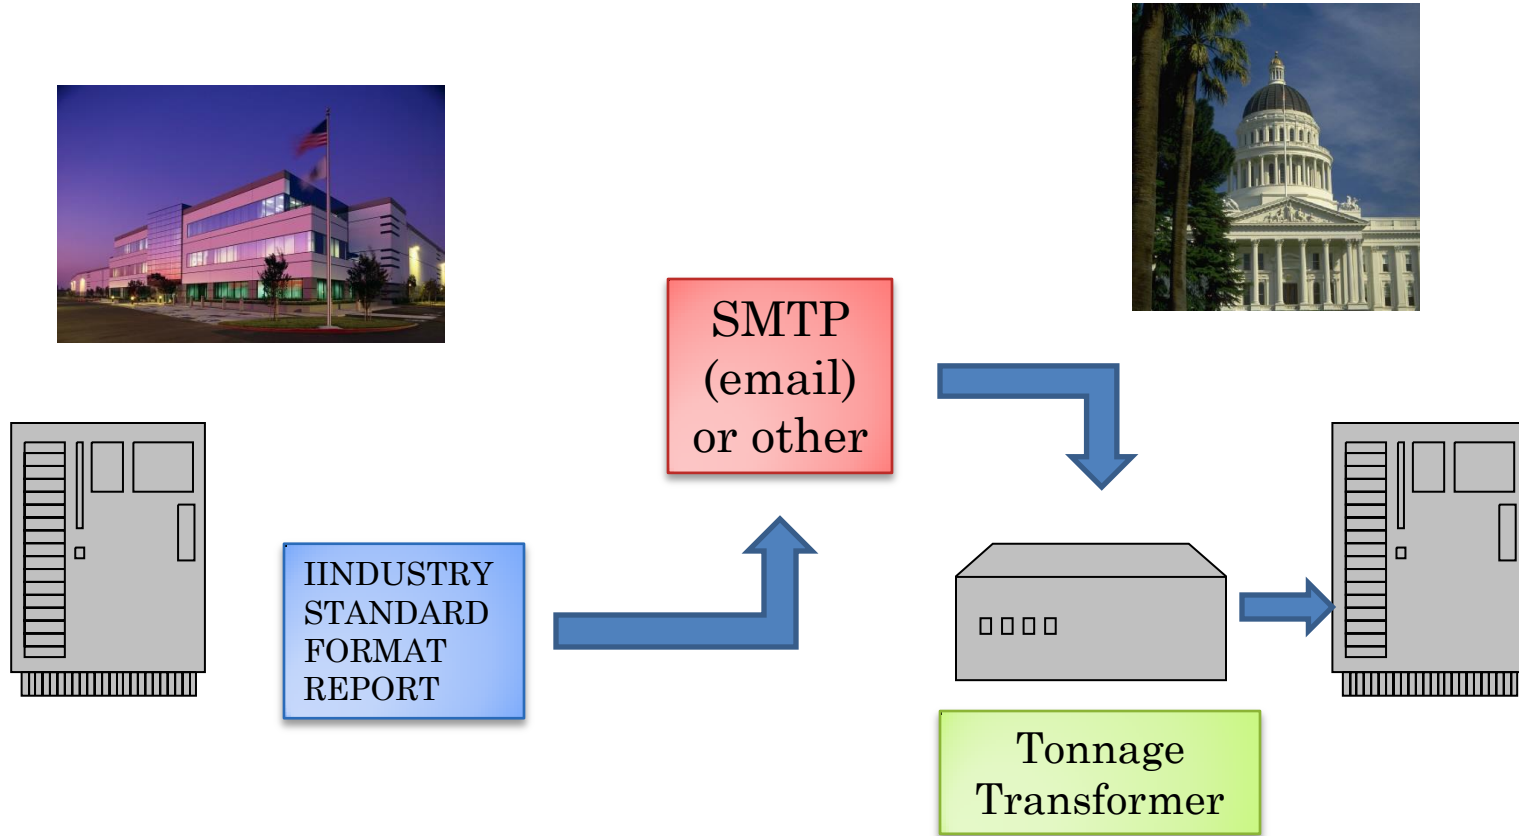 SMTP
(email)
or other
IINDUSTRY
STANDARD
FORMAT
REPORT
Tonnage
Transformer